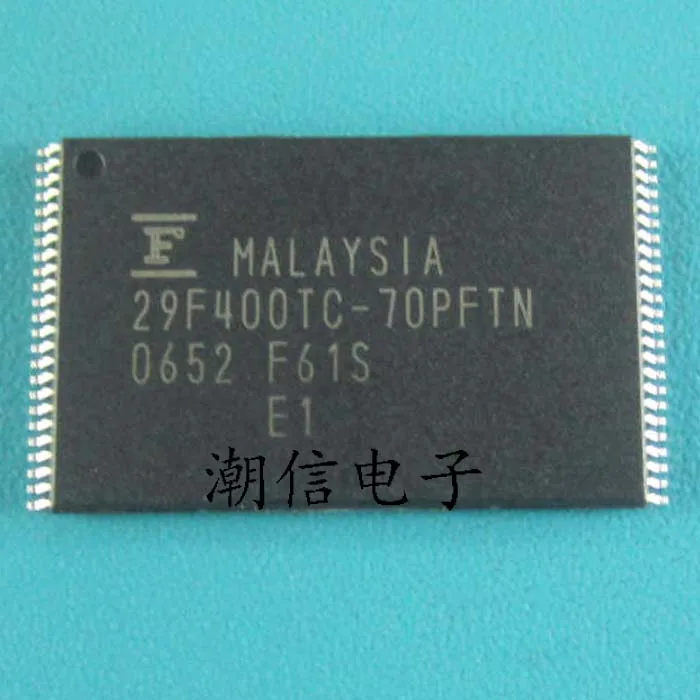 F MALAYSIA
29F400TC-70PFTN
0652 F61S
E1
潮信电子